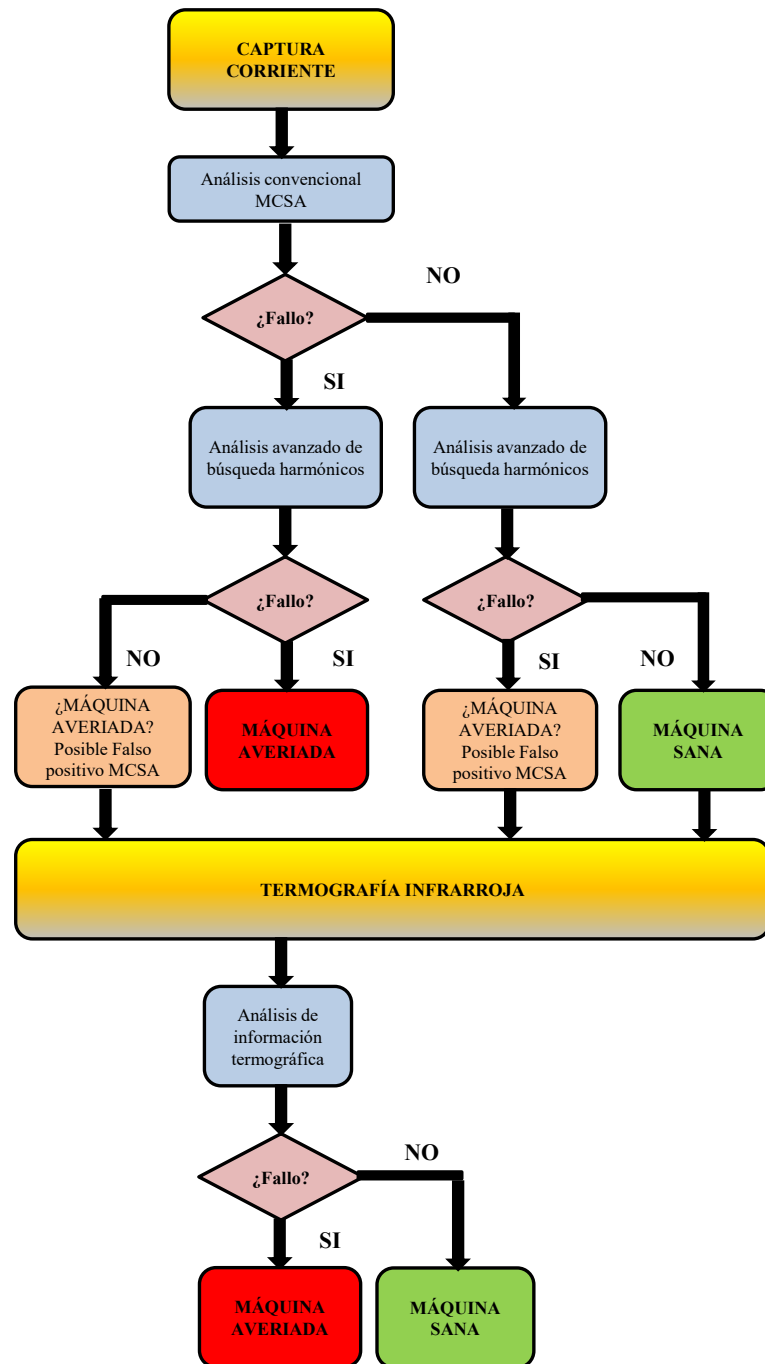 CAPTURA
CORRIENTE
Análisis convencional
MCSA
¿Fallo?
NO
SI
Análisis avanzado de
búsqueda harmónicos
Análisis avanzado de
búsqueda harmónicos
¿Fallo?
¿Fallo?
NO
SI
SI
NO
¿MÁQUINA
AVERIADA?
Posible Falso
positivo MCSA
MÁQUINA
AVERIADA
¿MÁQUINA
AVERIADA?
Posible Falso
positivo MCSA
MÁQUINA
SANA
TERMOGRAFÍA INFRARROJA
Análisis de
información
termográfica
¿Fallo?
NO
SI
MÁQUINA
AVERIADA
MÁQUINA
SANA